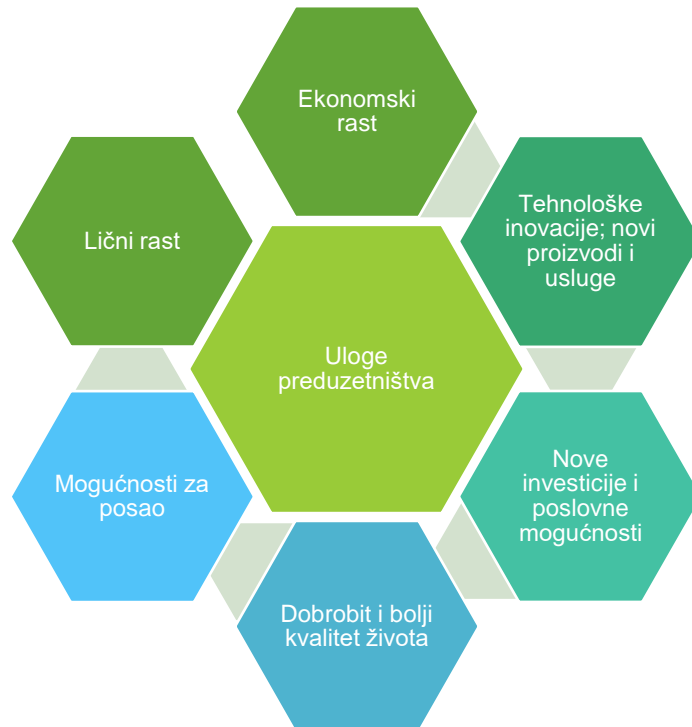 Ekonomski
rast
Tehnološke
inovacije; novi
proizvodi i
usluge
Lični rast
Uloge
preduzetništva
Nove
investicije i
poslovne
mogućnosti
Mogućnosti za
posao
Dobrobit i bolji
kvalitet života